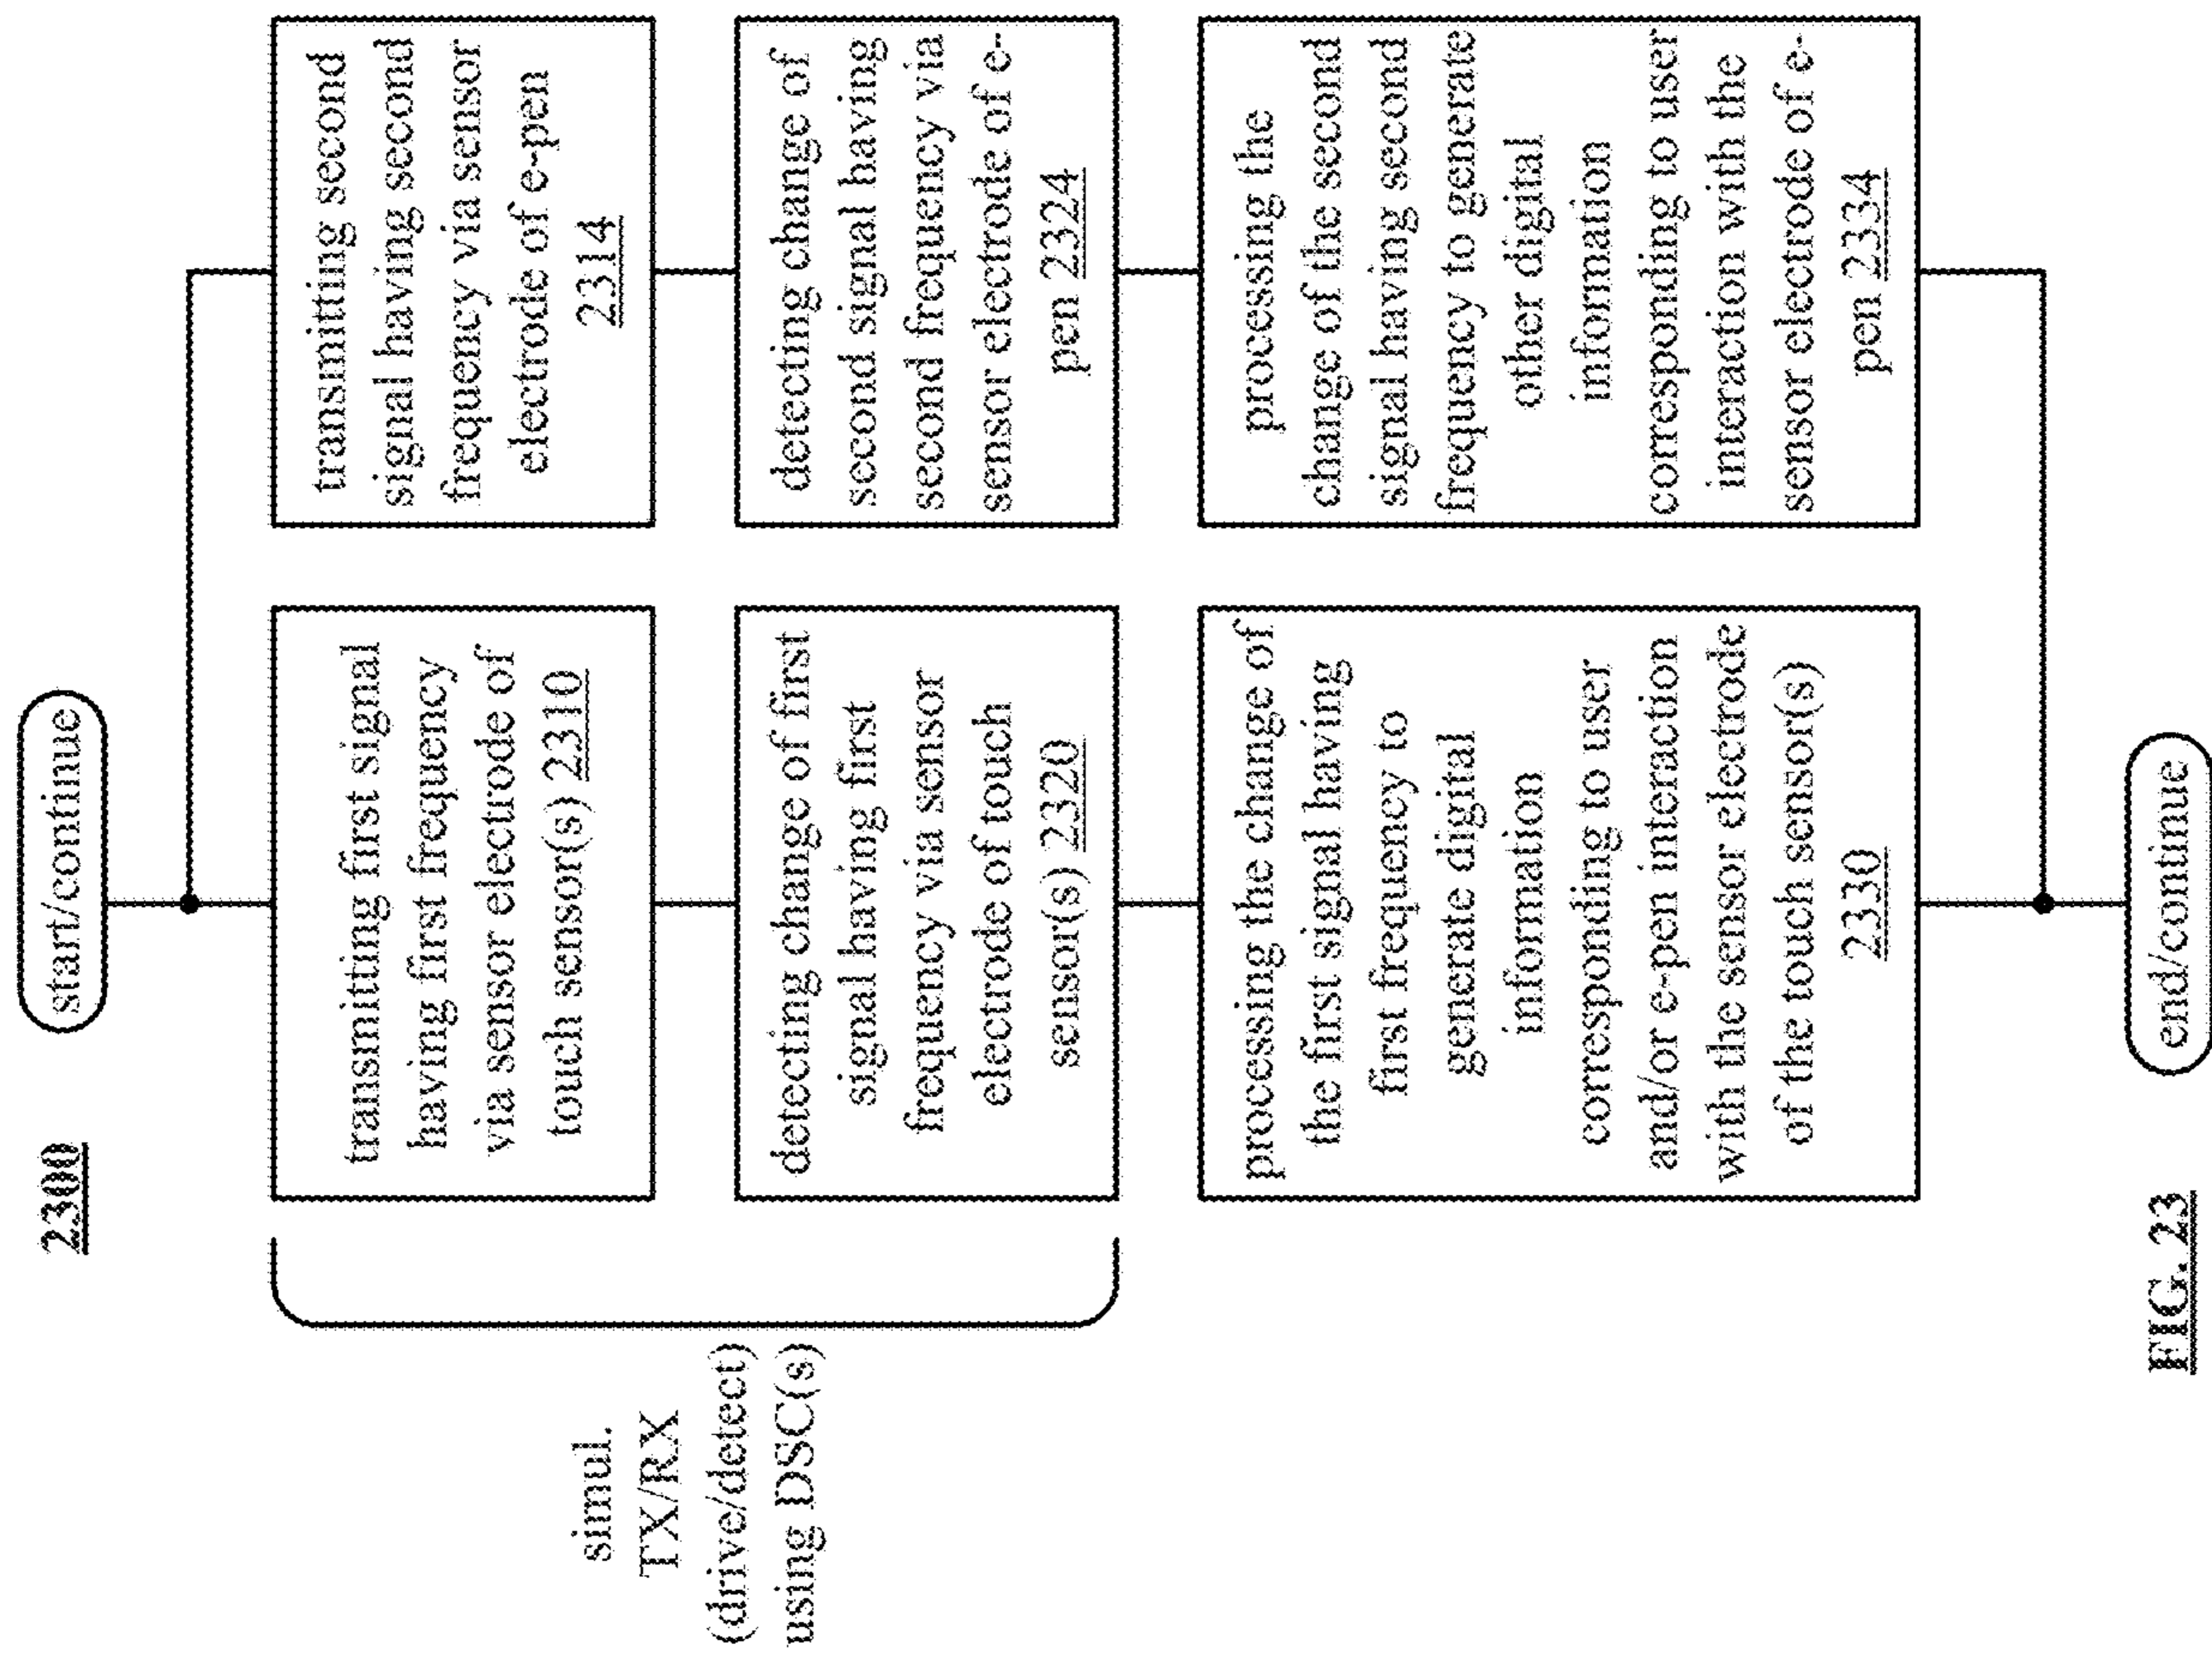 2300
start/continue
simul.
TX/RX
(drive/detect)
using DSC(s)
transmitting first signal
having first frequency
via sensor electrode of
touch sensor(s) 2310
detecting change of first
signal having first
frequency via sensor
electrode of touch
sensor(s) 2320
processing the change of
the first signal having
first frequency to
generate digital
information
corresponding to user
and/or e-pen interaction
with the sensor electrode
of the touch sensor(s)
2330
transmitting second
signal having second
frequency via sensor
electrode of e-pen
2314
detecting change of
second signal having
second frequency via
sensor electrode of e-
pen 2324
processing the
change of the second
signal having second
frequency to generate
other digital
information
corresponding to user
interaction with the
sensor electrode of e-
pen 2334
end/continue
FIG. 23